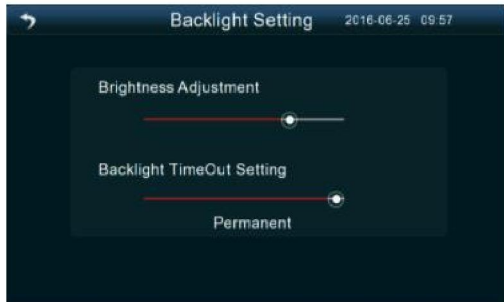 Backlight Setting 2016-06-25 09:57
Brightness Adjustment
Backlight TimeOut Setting
Permanent